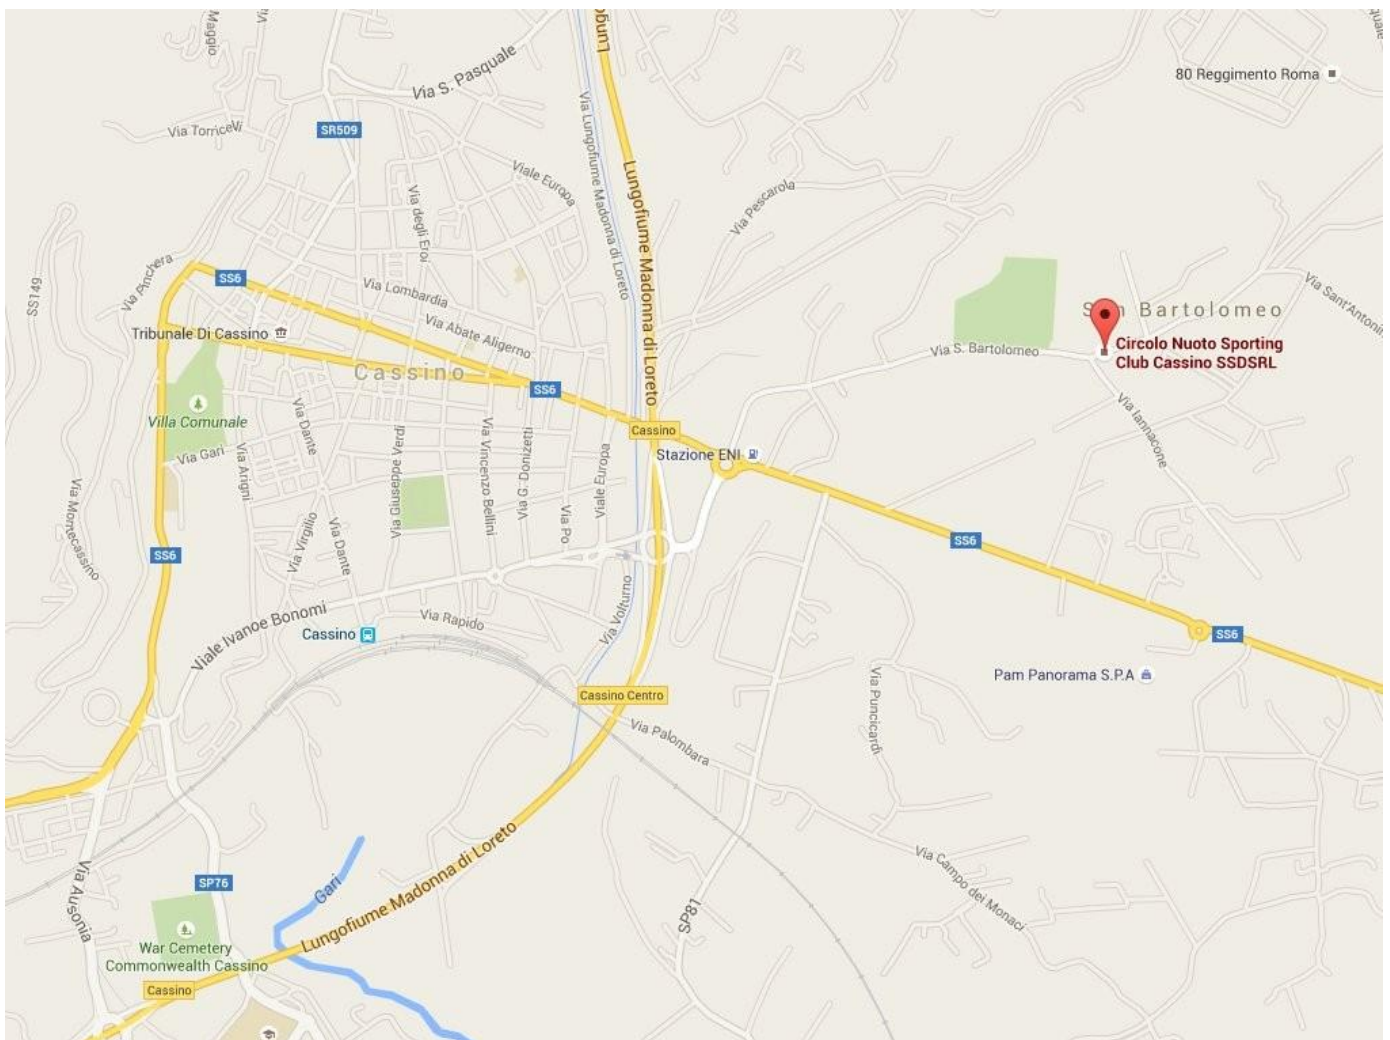 Maggio
Via
Lungo
Via S. Pasquale
80 Reggimento Roma
Via Torricelli
SR509
Via Lungofiume Madonna di Loreto
Lungofiume Madonna di Loreto
Viale Europa
Via degli Eroi
Via Pescarola
SS149
Via Pinchera
SS6
Via Lombardia
Via Abate Aligerno
Via Sant'Antonin
Bartolomeo
Tribunale Di Cassino
Cassino
Via S. Bartolomeo
Circolo Nuoto Sporting
Club Cassino SSDSRL
SS6
Villa Comunale
Via Dante
Cassino
Via Iannacone
Via Gari
Via Arigni
Via Giuseppe Verdi
Via Vincenzo Bellini
Via G. Donizetti
Viale Europa
Stazione ENI
Via Montecassino
Via Virgilio
Via Dante
Via Po
SS6
SS6
Viale Ivanoe Bonomi
Cassino
Via Rapido
Via Volturno
SS6
Pam Panorama S.P.A
Cassino Centro
Via Palombara
Via Puncicardi
Lungofiume Madonna di Loreto
Via Ausonia
SP76
Gari
SP81
Via Campo dei Monaci
War Cemetery
Commonwealth Cassino
Cassino